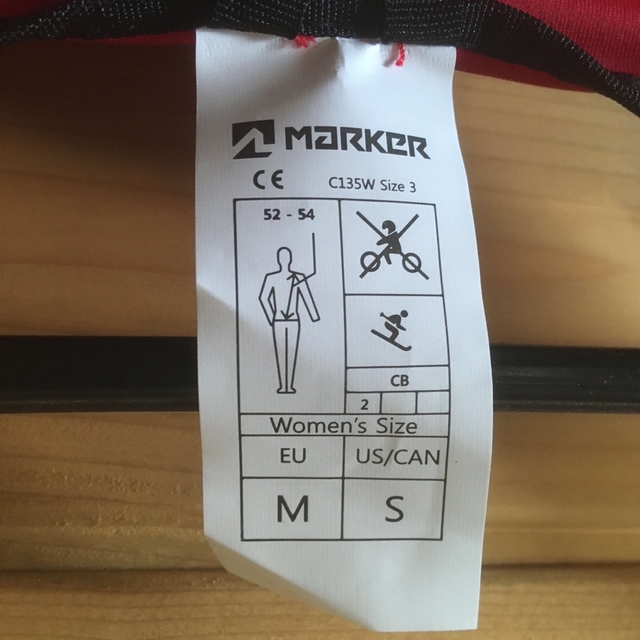 MARKER
CE C135W Size 3
52 - 54
CB
2
Women's Size
EU US/CAN
M S